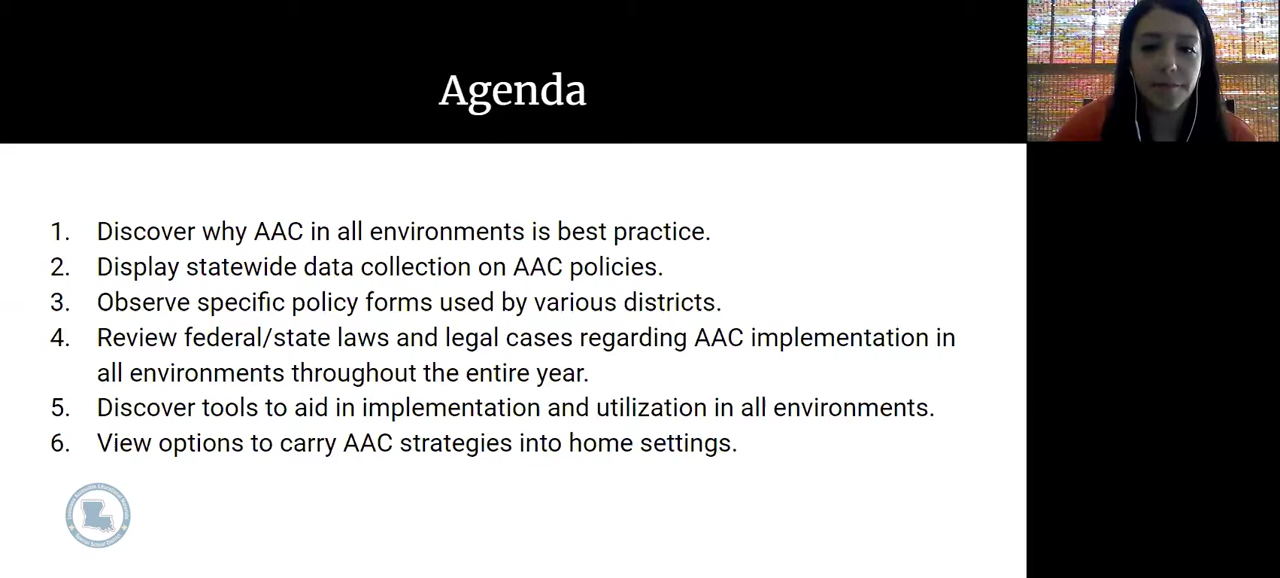 Agenda
1. Discover why AAC in all environments is best practice.
2. Display statewide data collection on AAC policies.
3. Observe specific policy forms used by various districts.
4. Review federal/state laws and legal cases regarding AAC implementation in
all environments throughout the entire year.
5. Discover tools to aid in implementation and utilization in all environments.
6. View options to carry AAC strategies into home settings.